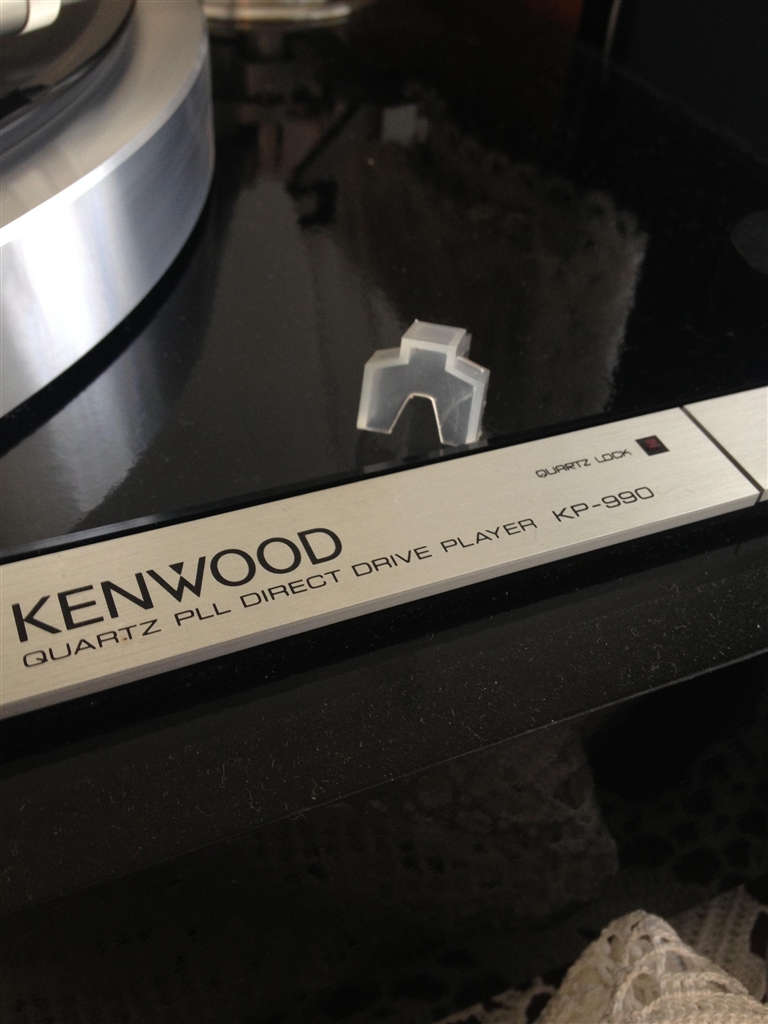 QUARTZ LOCK
KENWOOD
QUARTZ PLL DIRECT DRIVE PLAYER KP-990